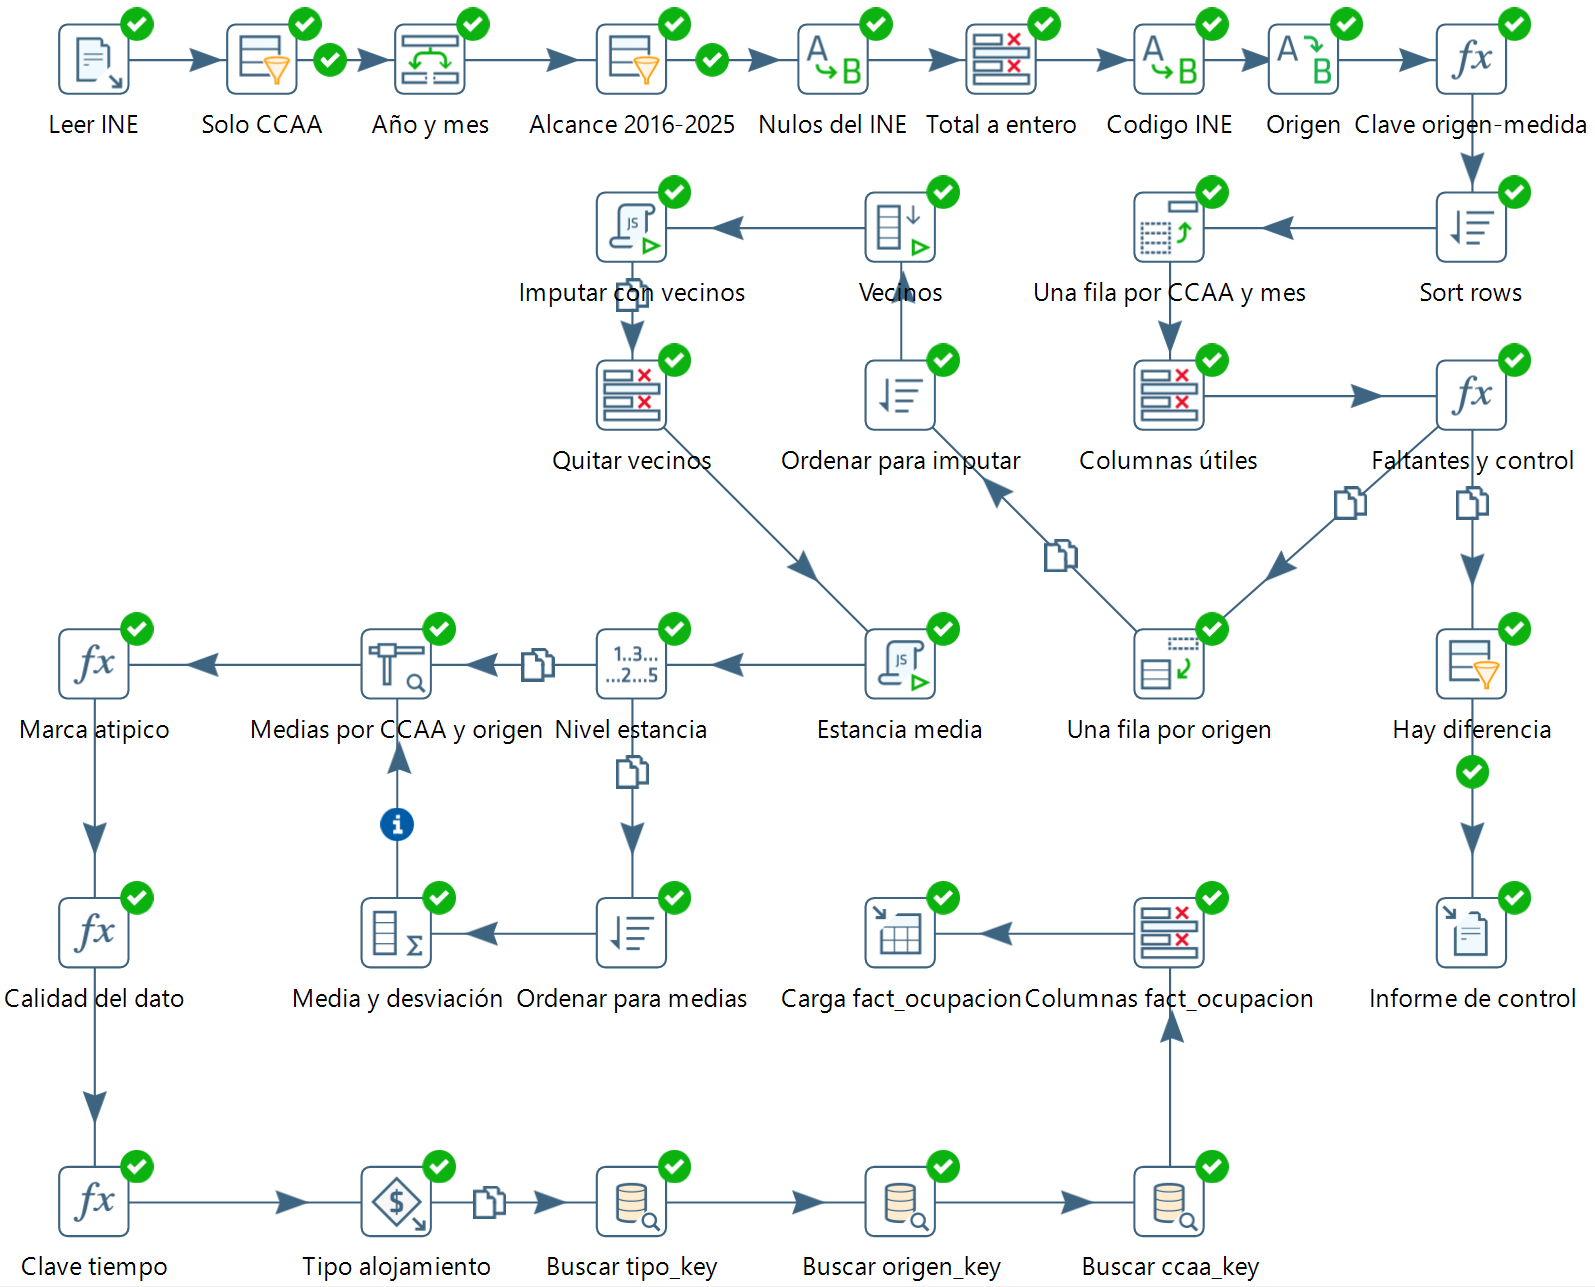 Leer INE
Solo CCAA
Año y mes
Alcance 2016-2025
Nulos del INE
Total a entero
Codigo INE
Origen
Clave origen-medida
Imputar con vecinos
Vecinos
Una fila por CCAA y mes
Sort rows
Quitar vecinos
Ordenar para imputar
Columnas útiles
Faltantes y control
Marca atipico
Medias por CCAA y origen
Nivel estancia
Estancia media
Una fila por origen
Hay diferencia
Calidad del dato
Media y desviación
Ordenar para medias
Carga fact_ocupacion
Columnas fact_ocupacion
Informe de control
Clave tiempo
Tipo alojamiento
Buscar tipo_key
Buscar origen_key
Buscar ccaa_key